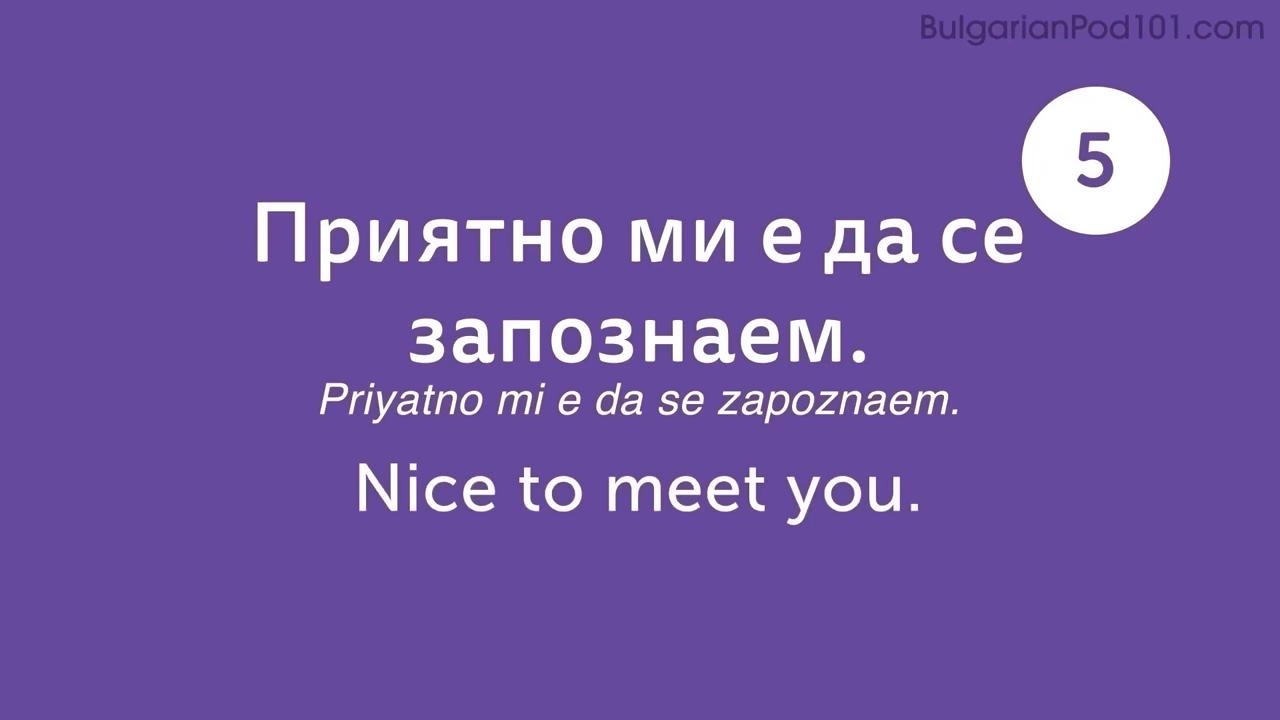 BulgarianPod101.com
5
Приятно ми е да се
запознаем.
Priyatno mi e da se zapoznaem.
Nice to meet you.